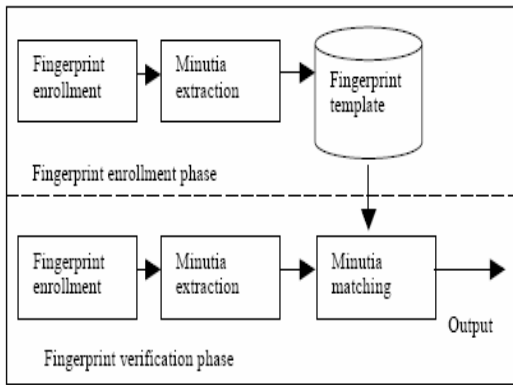 Fingerprint
enrollment
Minutia
extraction
Fingerprint
template
Fingerprint enrollment phase
Fingerprint
enrollment
Minutia
extraction
Minutia
matching
Output
Fingerprint verification phase